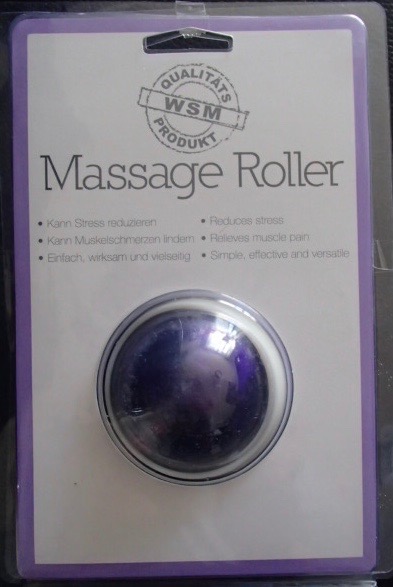 QUALITÄTS
WSM
PRODUKT
Massage Roller
• Kann Stress reduzieren
• Kann Muskelschmerzen lindern
• Einfach, wirksam und vielseitig
• Reduces stress
• Relieves muscle pain
• Simple, effective and versatile